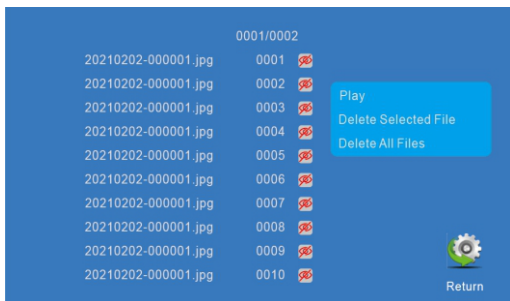 0001/0002
20210202-000001.jpg 0001
20210202-000001.jpg 0002
20210202-000001.jpg 0003
20210202-000001.jpg 0004
20210202-000001.jpg 0005
20210202-000001.jpg 0006
20210202-000001.jpg 0007
20210202-000001.jpg 0008
20210202-000001.jpg 0009
20210202-000001.jpg 0010
Play
Delete Selected File
Delete All Files
Return